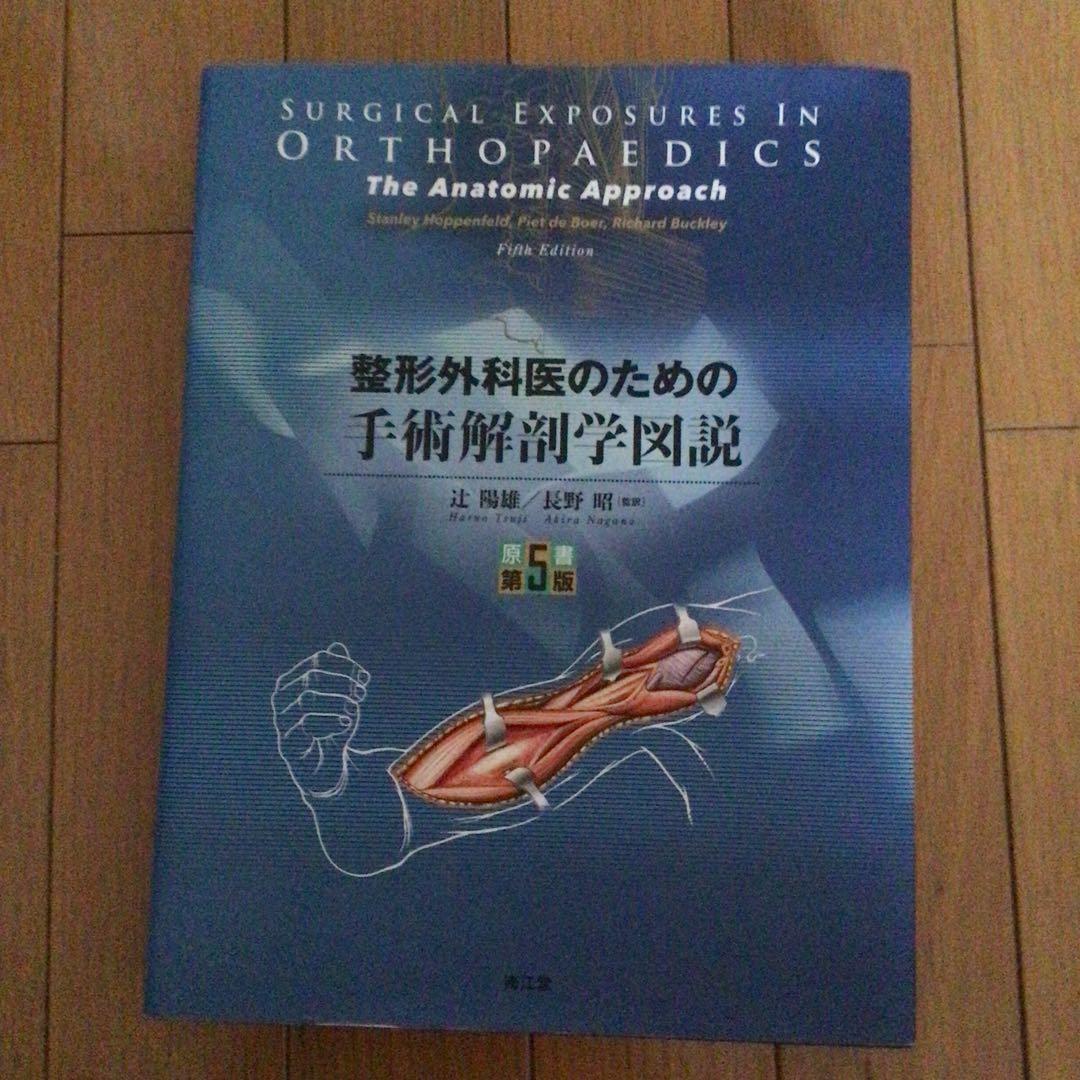 SURGICAL EXPOSURES IN
ORTHOPAEDICS
The Anatomic Approach
Stanley Hoppenfeld, Piet de Boer, Richard Buckley
Fifth Edition
整形外科医のための
手術解剖学図説
辻 陽雄／長野 昭 [監訳]
Haruo Tsuji Akira Nagano
原書
第5版
南江堂